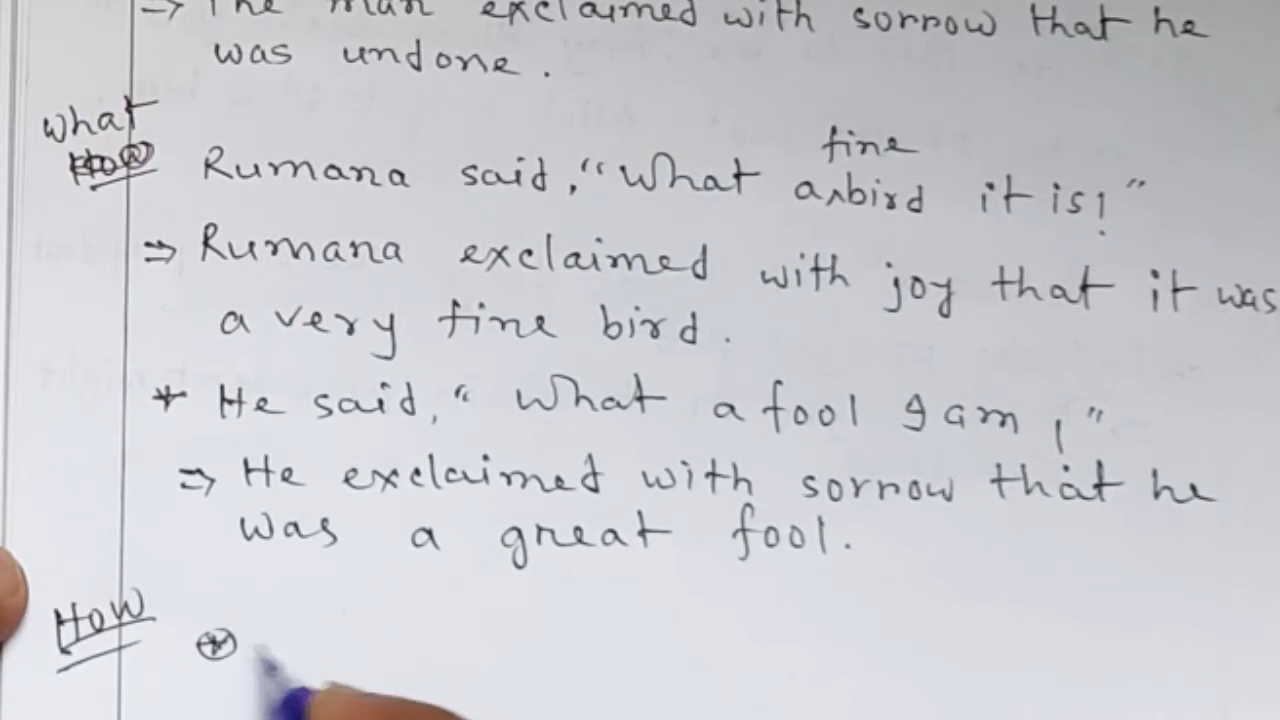 ⇒ The man exclaimed with sorrow that he
was undone.
What
How Rumana said, "What a^bird it is!"
fine
⇒ Rumana exclaimed with joy that it was
a very fine bird.
* He said, "What a fool I am!"
⇒ He exclaimed with sorrow that he
was a great fool.
How *